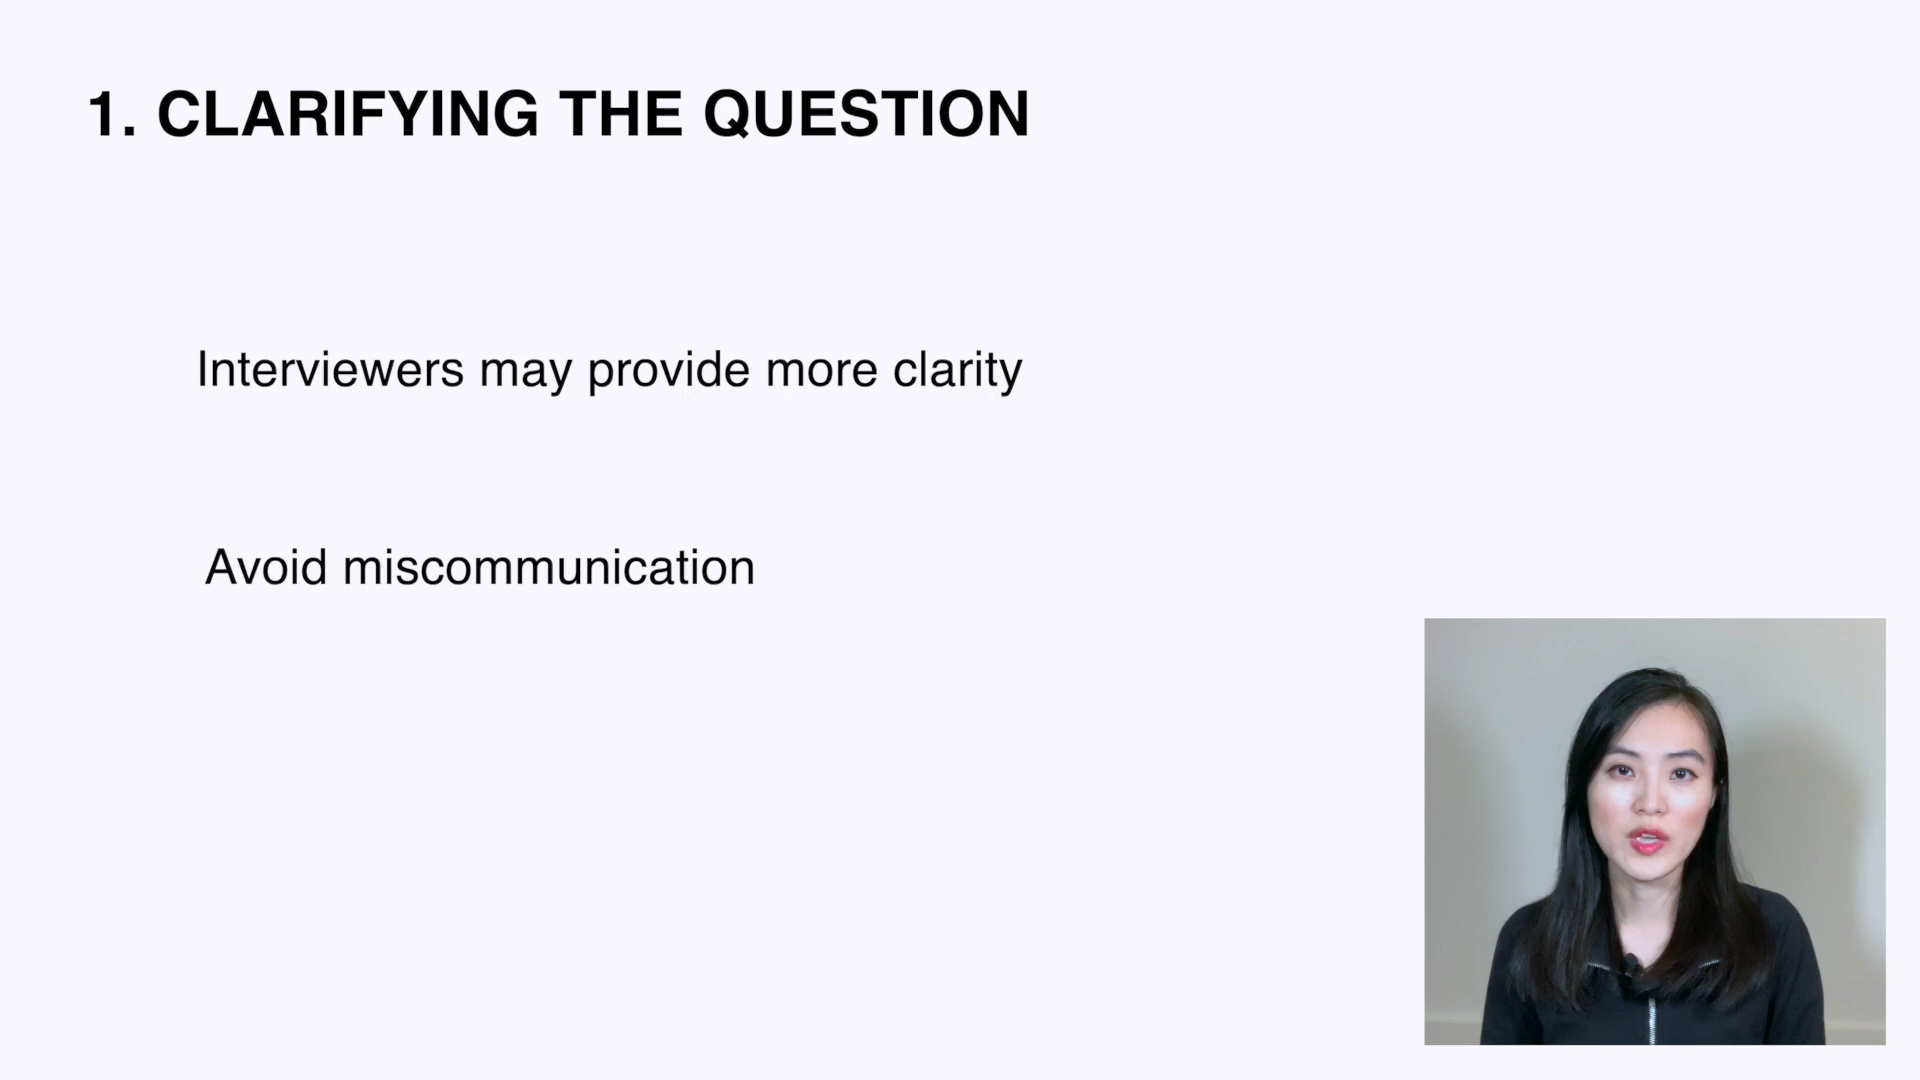 1. CLARIFYING THE QUESTION
Interviewers may provide more clarity
Avoid miscommunication